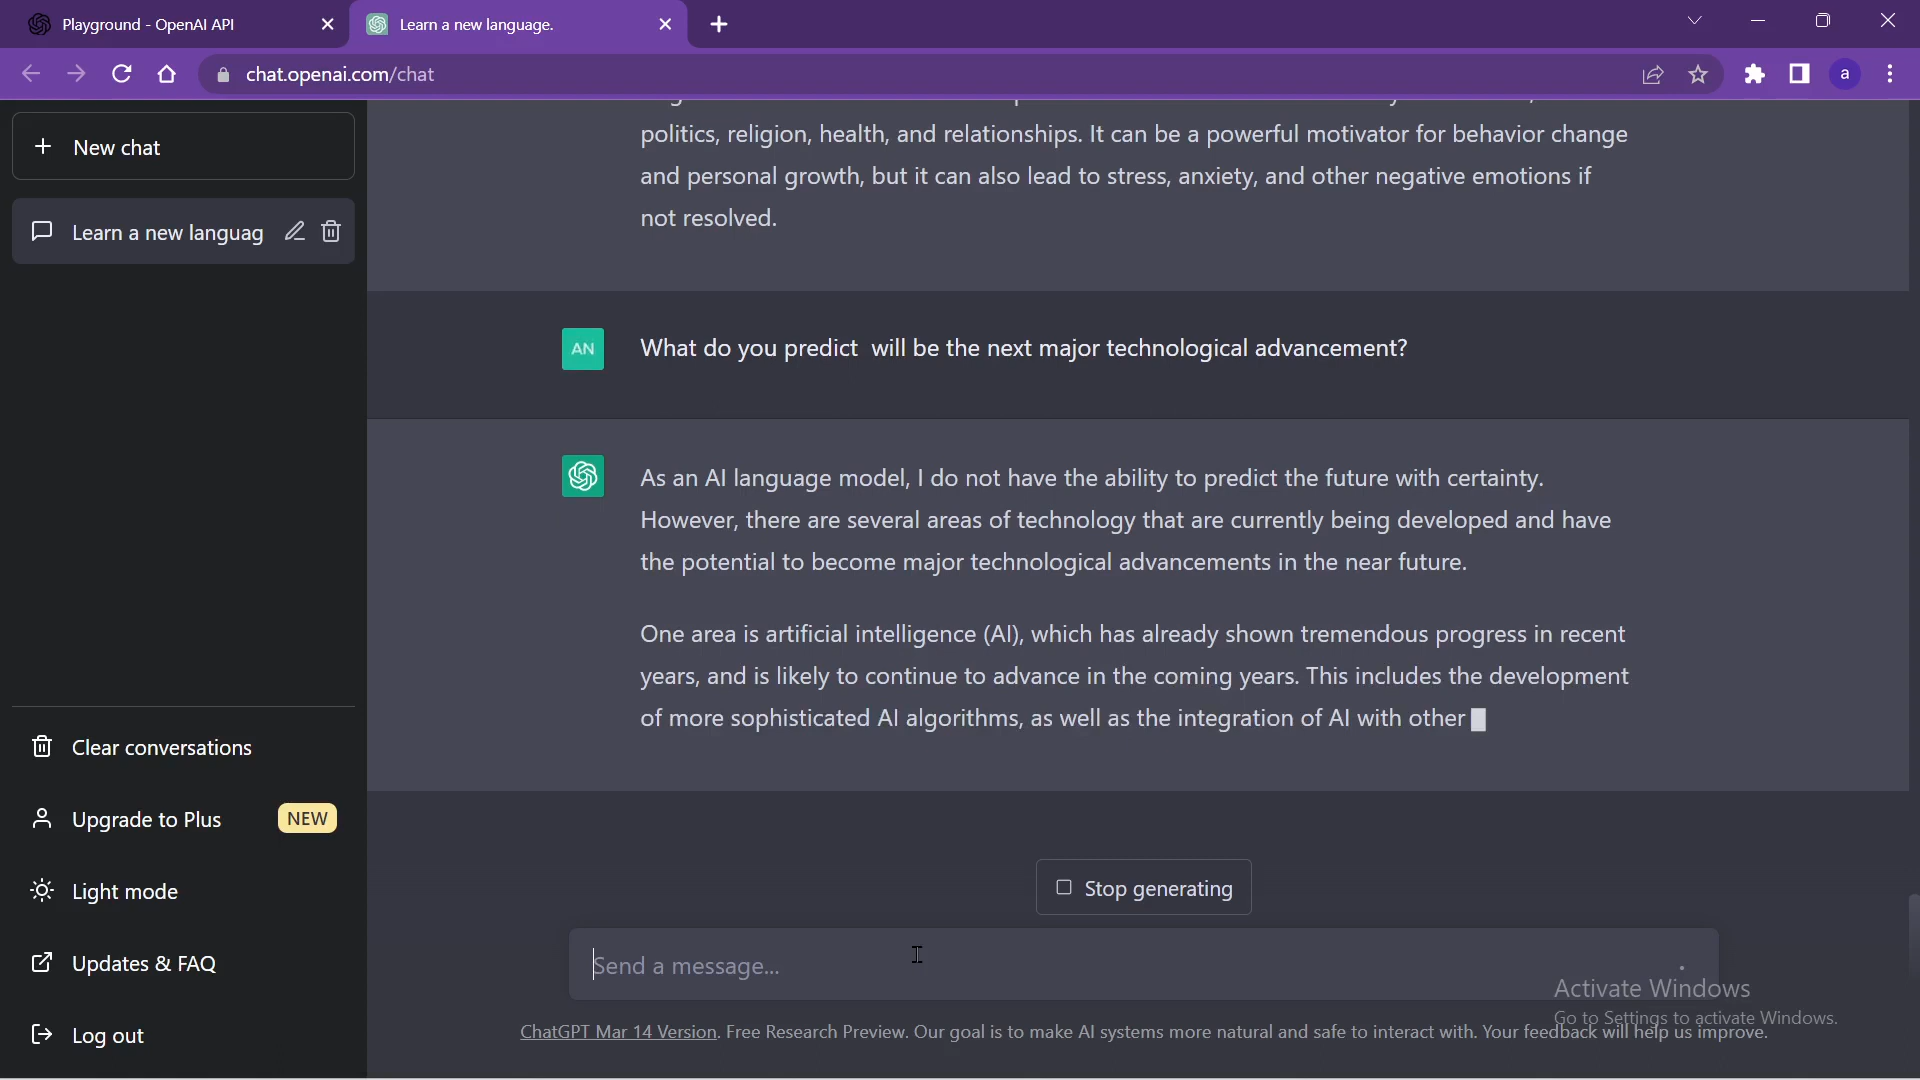 Playground - OpenAI API
Learn a new language.
chat.openai.com/chat
a
New chat
Learn a new languag
politics, religion, health, and relationships. It can be a powerful motivator for behavior change
and personal growth, but it can also lead to stress, anxiety, and other negative emotions if
not resolved.
AN
What do you predict  will be the next major technological advancement?
As an AI language model, I do not have the ability to predict the future with certainty.
However, there are several areas of technology that are currently being developed and have
the potential to become major technological advancements in the near future.
One area is artificial intelligence (AI), which has already shown tremendous progress in recent
years, and is likely to continue to advance in the coming years. This includes the development
of more sophisticated AI algorithms, as well as the integration of AI with other
Clear conversations
Upgrade to Plus
NEW
Light mode
Updates & FAQ
Log out
Stop generating
Send a message...
Activate Windows
Go to Settings to activate Windows.
ChatGPT Mar 14 Version. Free Research Preview. Our goal is to make AI systems more natural and safe to interact with. Your feedback will help us improve.